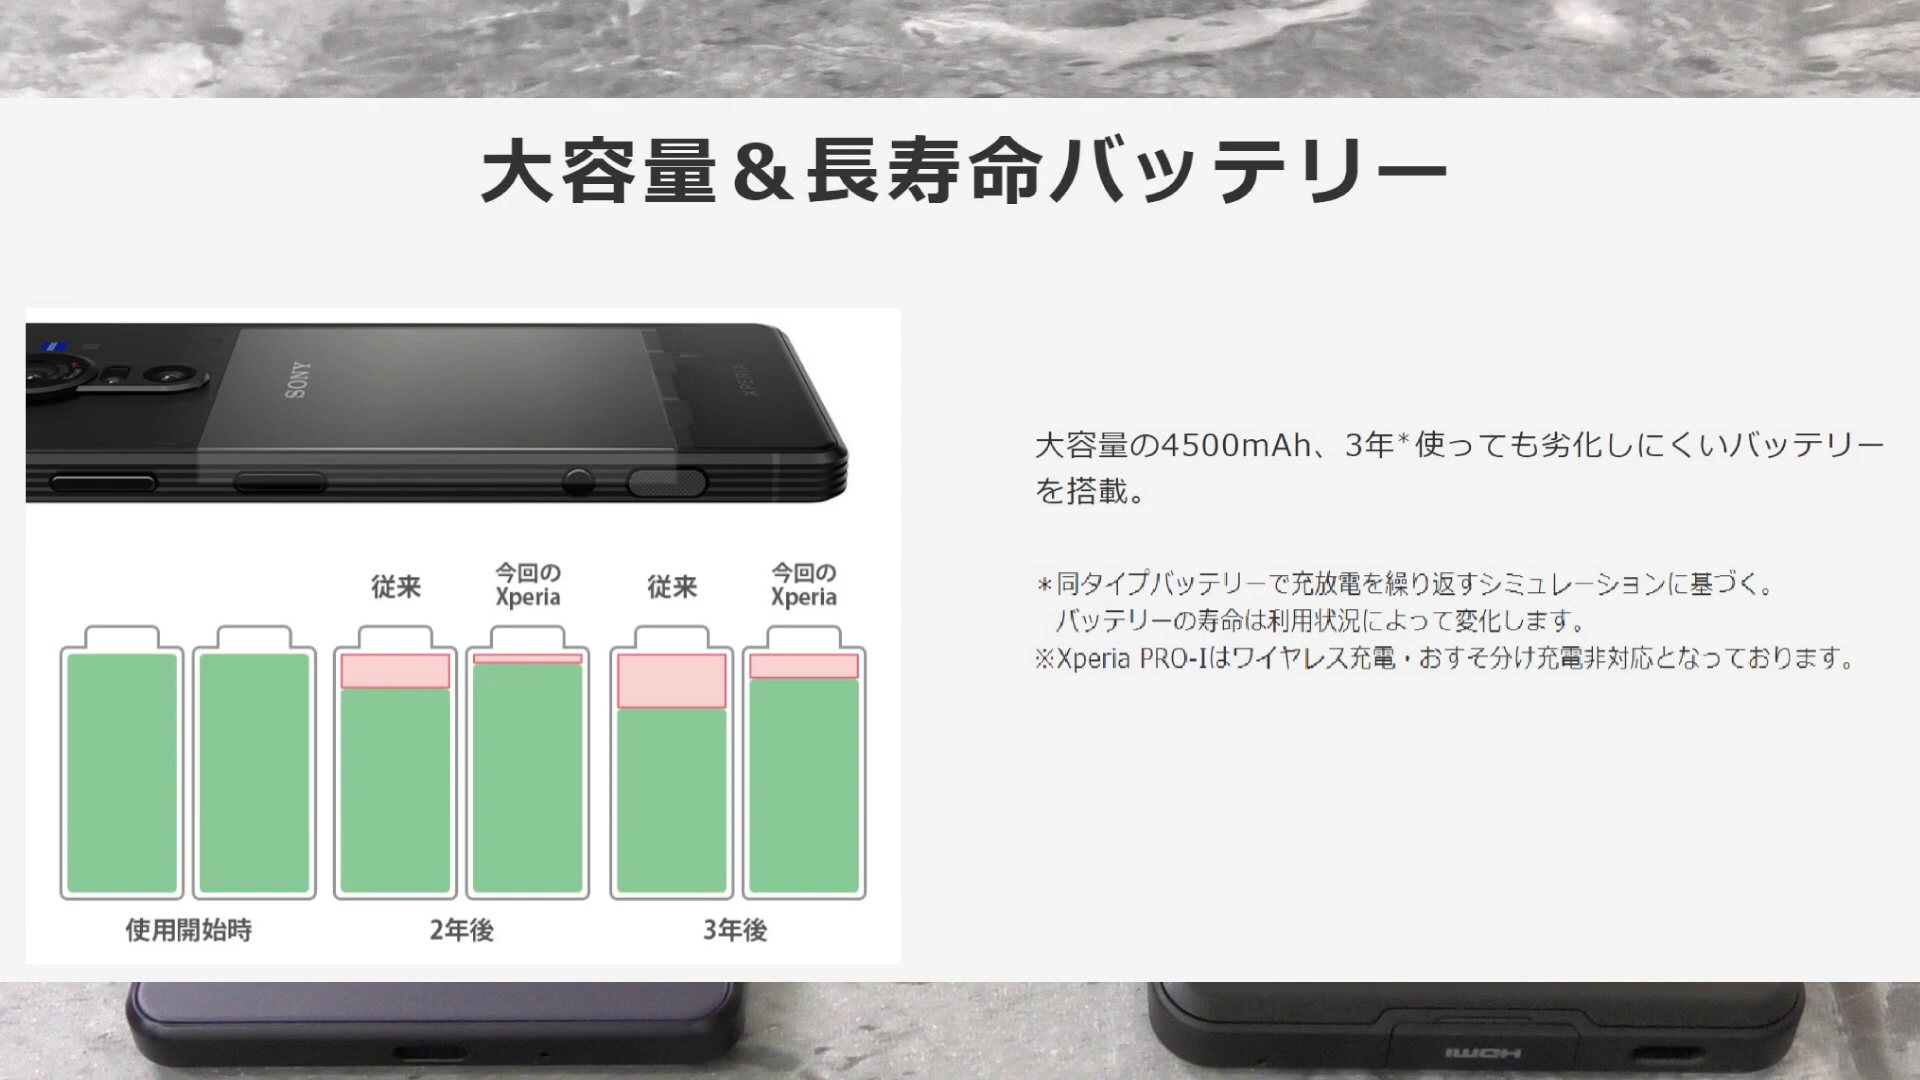 大容量＆長寿命バッテリー
SONY
XPERIA
大容量の4500mAh、3年*使っても劣化しにくいバッテリー
を搭載。
*同タイプバッテリーで充放電を繰り返すシミュレーションに基づく。
バッテリーの寿命は利用状況によって変化します。
※Xperia PRO-Iはワイヤレス充電・おすそ分け充電非対応となっております。
従来
今回の
Xperia
従来
今回の
Xperia
使用開始時
2年後
3年後
HDMI